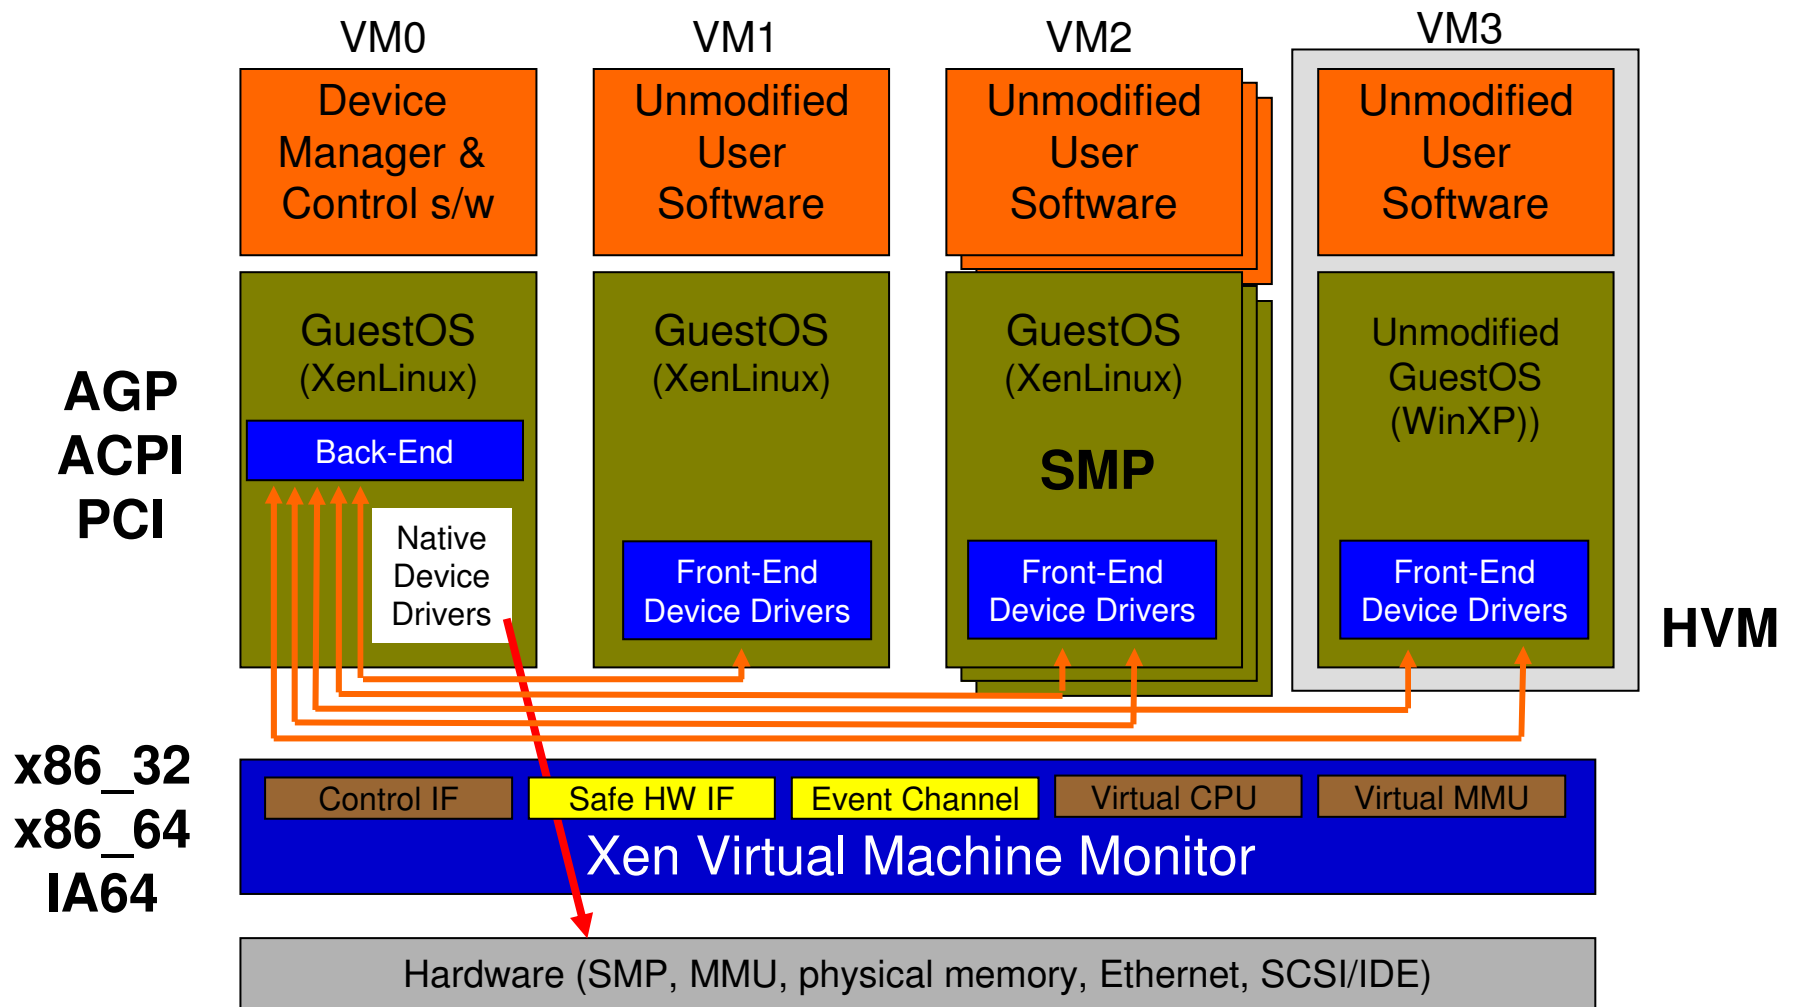 VM0
VM1
VM2
VM3
Device
Manager &
Control s/w
Unmodified
User
Software
Unmodified
User
Software
Unmodified
User
Software
GuestOS
(XenLinux)
Back-End
Native
Device
Drivers
GuestOS
(XenLinux)
Front-End
Device Drivers
GuestOS
(XenLinux)
SMP
Front-End
Device Drivers
Unmodified
GuestOS
(WinXP))
Front-End
Device Drivers
AGP
ACPI
PCI
HVM
x86_32
x86_64
IA64
Control IF
Safe HW IF
Event Channel
Virtual CPU
Virtual MMU
Xen Virtual Machine Monitor
Hardware (SMP, MMU, physical memory, Ethernet, SCSI/IDE)